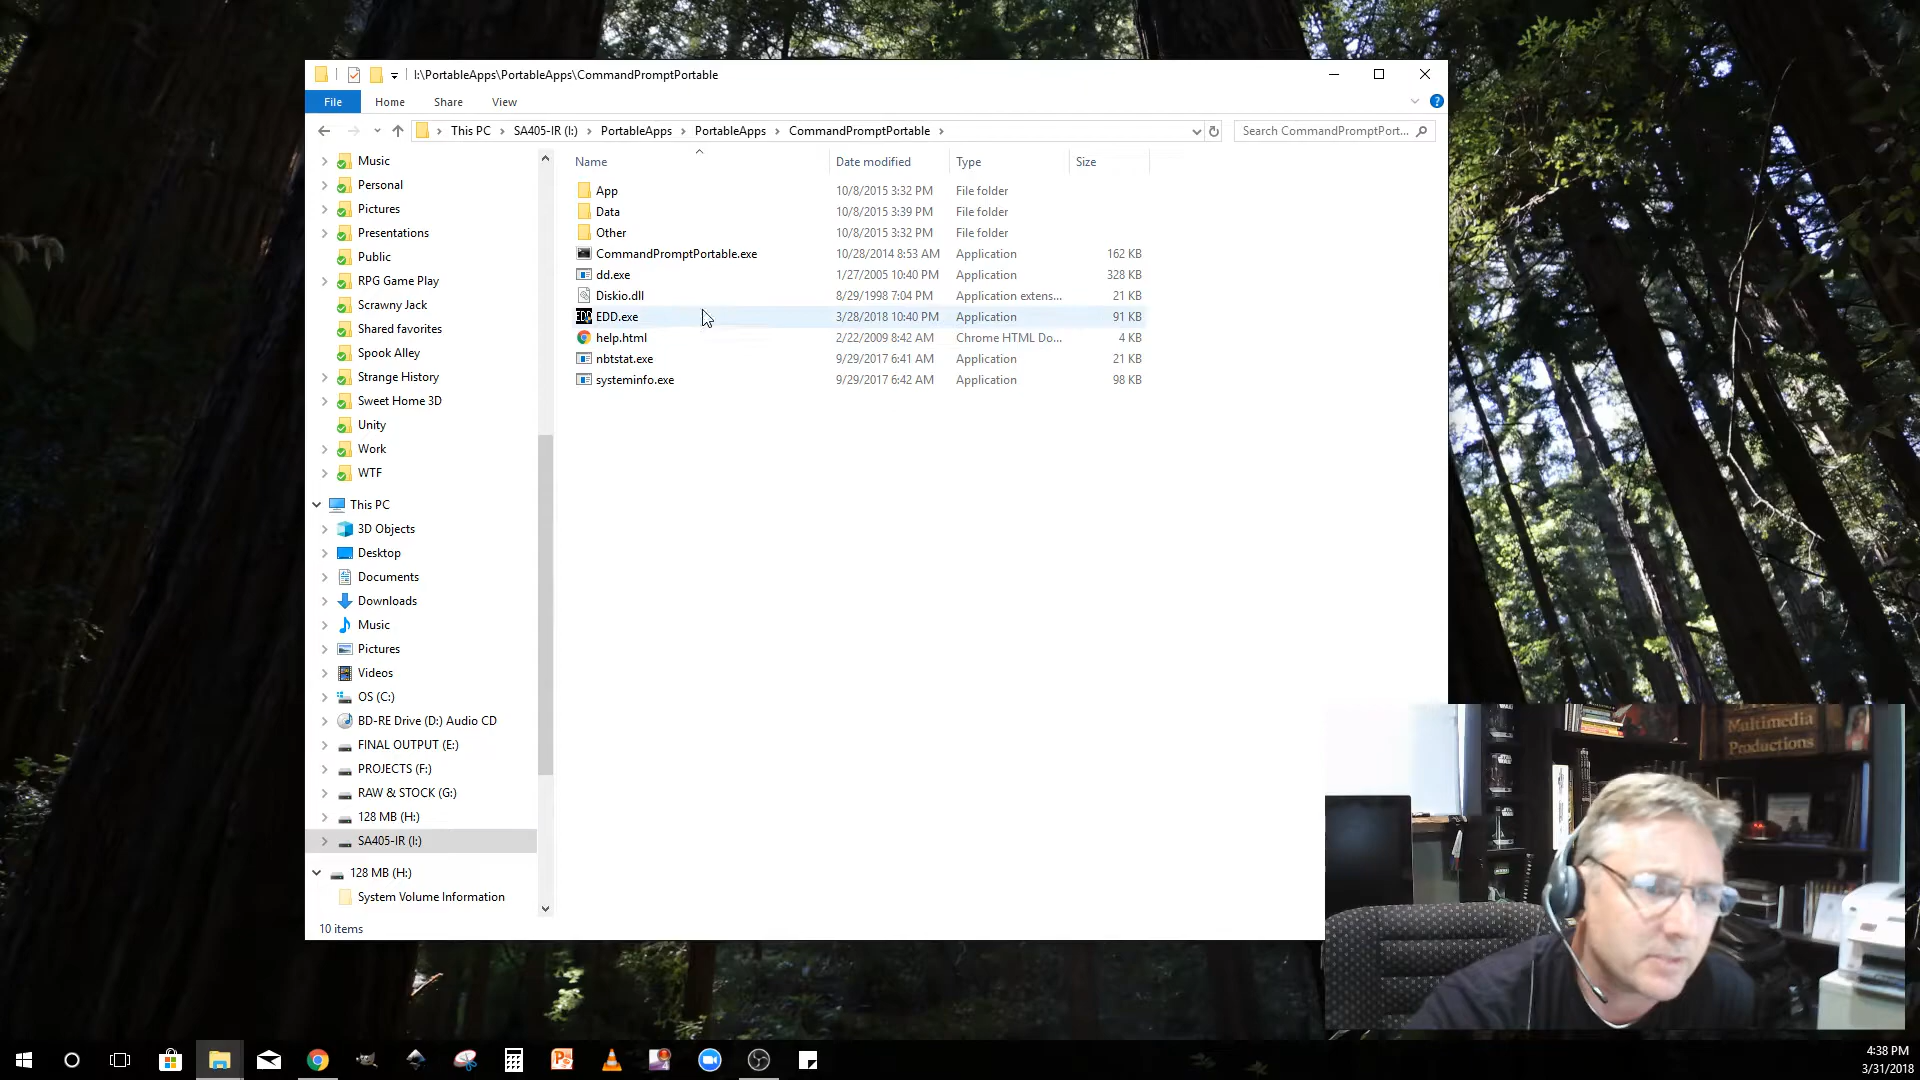 I:\PortableApps\PortableApps\CommandPromptPortable
File Home Share View
This PC SA405-IR (I:) PortableApps PortableApps CommandPromptPortable
Search CommandPromptPort...
Name Date modified Type Size
App 10/8/2015 3:32 PM File folder
Data 10/8/2015 3:39 PM File folder
Other 10/8/2015 3:32 PM File folder
CommandPromptPortable.exe 10/28/2014 8:53 AM Application 162 KB
dd.exe 1/27/2005 10:40 PM Application 328 KB
Diskio.dll 8/29/1998 7:04 PM Application extens... 21 KB
EDD EDD.exe 3/28/2018 10:40 PM Application 91 KB
help.html 2/22/2009 8:42 AM Chrome HTML Do... 4 KB
nbtstat.exe 9/29/2017 6:41 AM Application 21 KB
systeminfo.exe 9/29/2017 6:42 AM Application 98 KB
Music
Personal
Pictures
Presentations
Public
RPG Game Play
Scrawny Jack
Shared favorites
Spook Alley
Strange History
Sweet Home 3D
Unity
Work
WTF
This PC
3D Objects
Desktop
Documents
Downloads
Music
Pictures
Videos
OS (C:)
BD-RE Drive (D:) Audio CD
FINAL OUTPUT (E:)
PROJECTS (F:)
RAW & STOCK (G:)
128 MB (H:)
SA405-IR (I:)
128 MB (H:)
System Volume Information
10 items
Multimedia
Productions
4:38 PM
3/31/2018